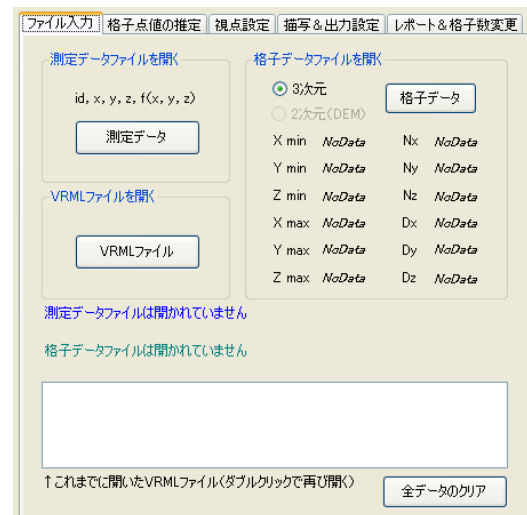 ファイル入力 格子点値の推定 視点設定 描写＆出力設定 レポート＆格子数変更
測定データファイルを開く
id, x, y, z, f(x, y, z)
測定データ
VRMLファイルを開く
VRMLファイル
格子データファイルを開く
3次元
2次元(DEM)
格子データ
X min NoData Nx NoData
Y min NoData Ny NoData
Z min NoData Nz NoData
X max NoData Dx NoData
Y max NoData Dy NoData
Z max NoData Dz NoData
測定データファイルは開かれていません
格子データファイルは開かれていません
↑これまでに開いたVRMLファイル(ダブルクリックで再び開く)
全データのクリア